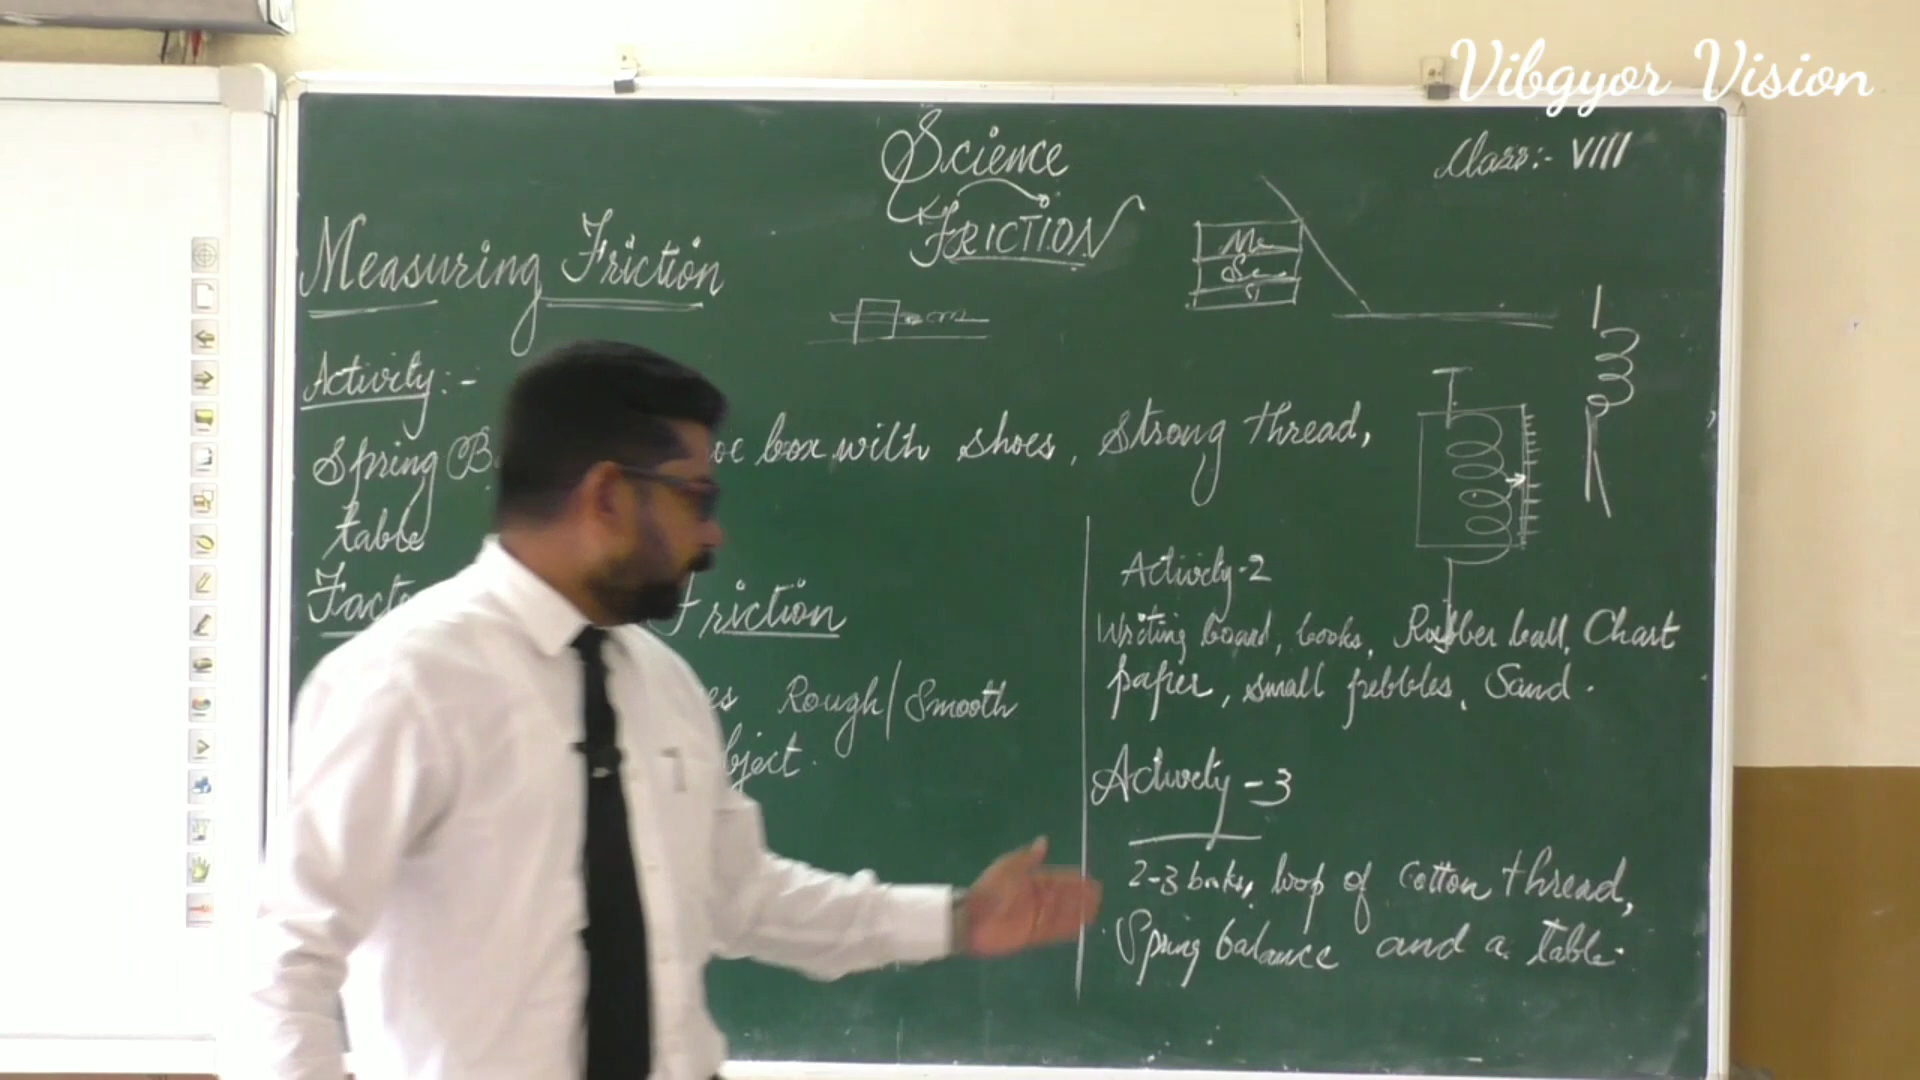 Vibgyor Vision
Science
Class:- VIII
FRICTION
Measuring Friction
Me
Se
Activity:-
Spring B box with shoes, strong thread,
table
Friction
Rough/Smooth
Activity-2
Writing board, books, Rubber ball, Chart
paper, small pebbles, Sand.
Activity-3
2-3 books, loop of cotton thread,
Spring balance and a table.